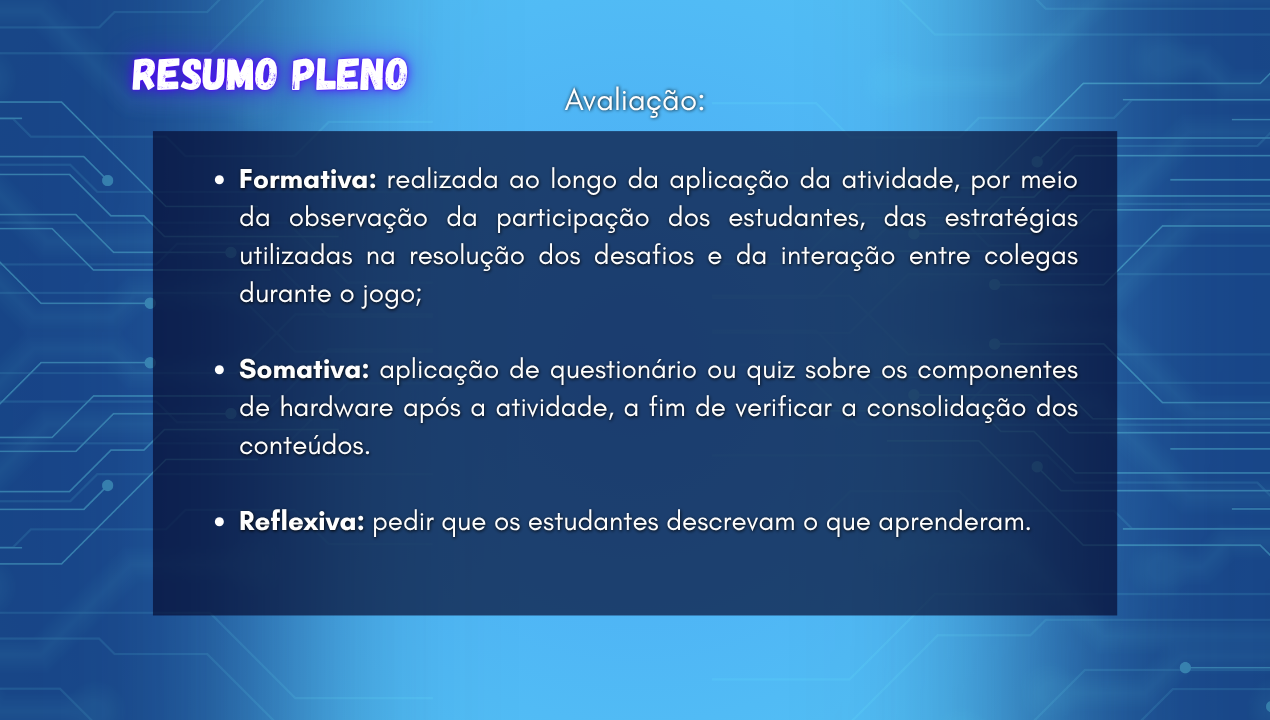 RESUMO PLENO
Avaliação:
• Formativa: realizada ao longo da aplicação da atividade, por meio
da observação da participação dos estudantes, das estratégias
utilizadas na resolução dos desafios e da interação entre colegas
durante o jogo;
• Somativa: aplicação de questionário ou quiz sobre os componentes
de hardware após a atividade, a fim de verificar a consolidação dos
conteúdos.
• Reflexiva: pedir que os estudantes descrevam o que aprenderam.